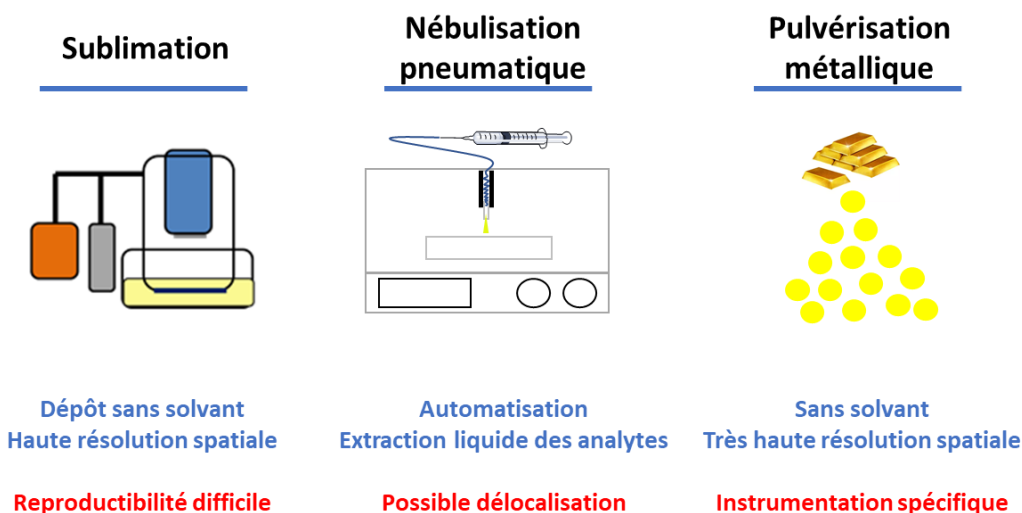 Sublimation
Nébulisation
pneumatique
Pulvérisation
métallique
Dépôt sans solvant
Haute résolution spatiale
Reproductibilité difficile
Automatisation
Extraction liquide des analytes
Possible délocalisation
Sans solvant
Très haute résolution spatiale
Instrumentation spécifique